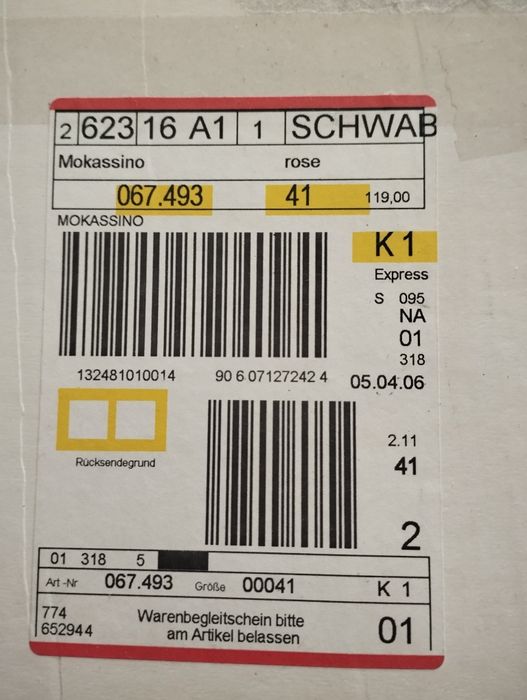 2 623 16 A1 1 SCHWAB
Mokassino rose
067.493 41 119,00
MOKASSINO
K 1
Express
S 095
NA
01
318
132481010014 90 6 07127242 4 05.04.06
2.11
Rücksendegrund 41
2
01 318 5
Art-Nr 067.493 Größe 00041 K 1
774
652944
Warenbegleitschein bitte
am Artikel belassen
01